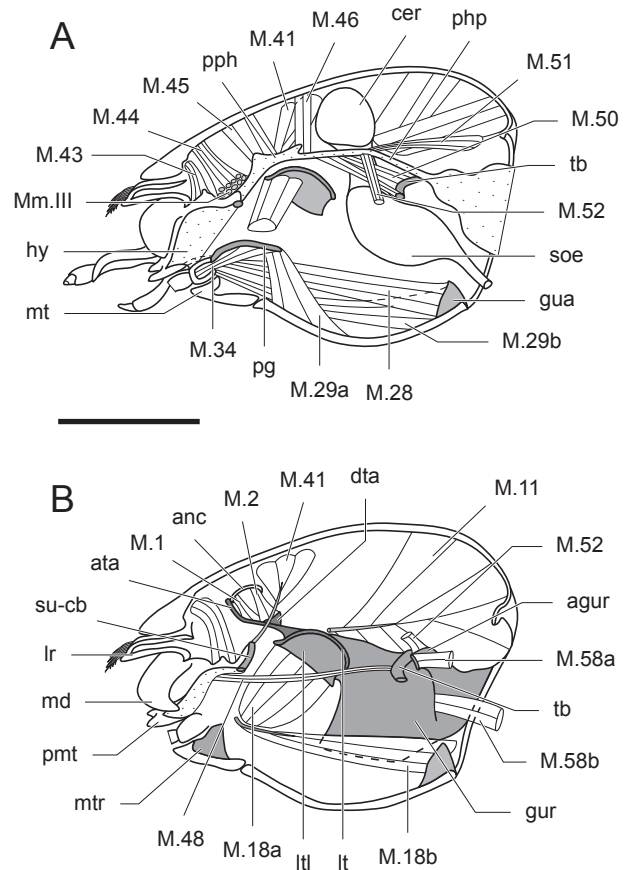 A
M.46
cer
M.41
php
pph
M.51
M.45
M.44
M.50
M.43
tb
Mm.III
M.52
hy
soe
mt
gua
M.34
M.29b
pg
M.29a
M.28
B
dta
M.41
M.2
M.11
anc
M.1
M.52
ata
agur
su-cb
lr
M.58a
md
tb
pmt
M.58b
mtr
gur
M.48
M.18a
ltl
lt
M.18b